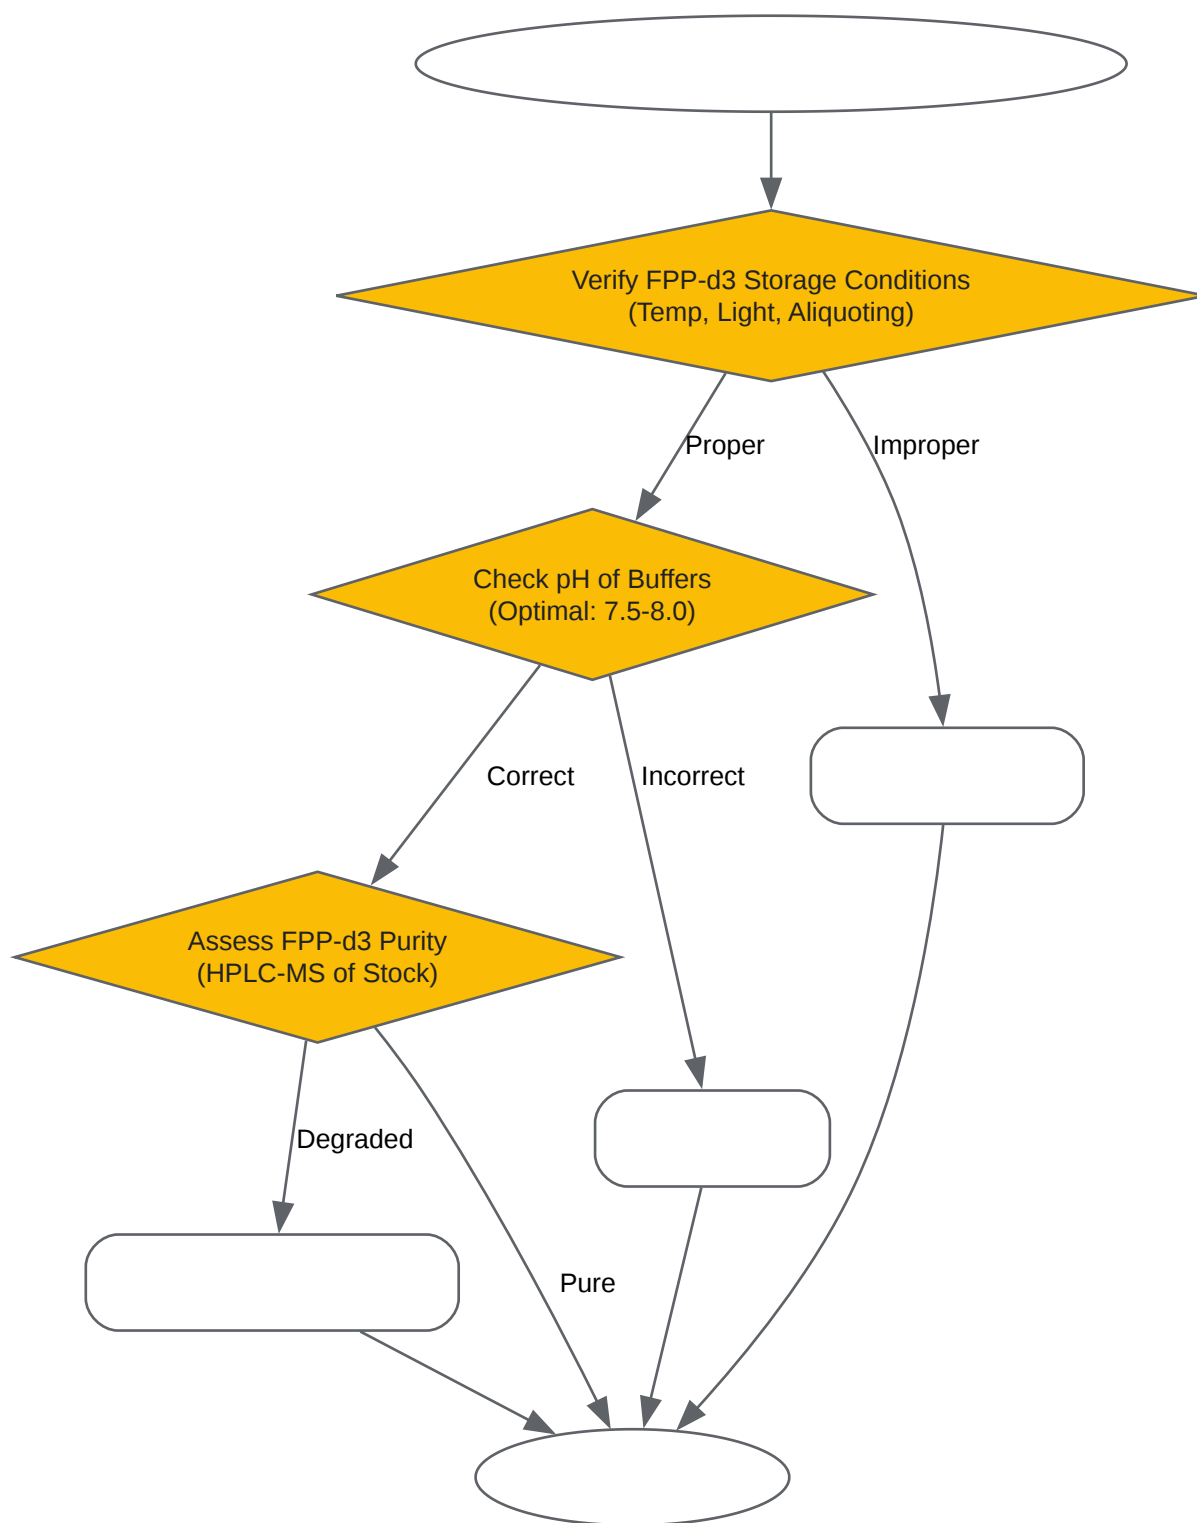 Verify FPP-d3 Storage Conditions
(Temp, Light, Aliquoting)
Proper
Improper
Check pH of Buffers
(Optimal: 7.5-8.0)
Correct
Incorrect
Assess FPP-d3 Purity
(HPLC-MS of Stock)
Degraded
Pure